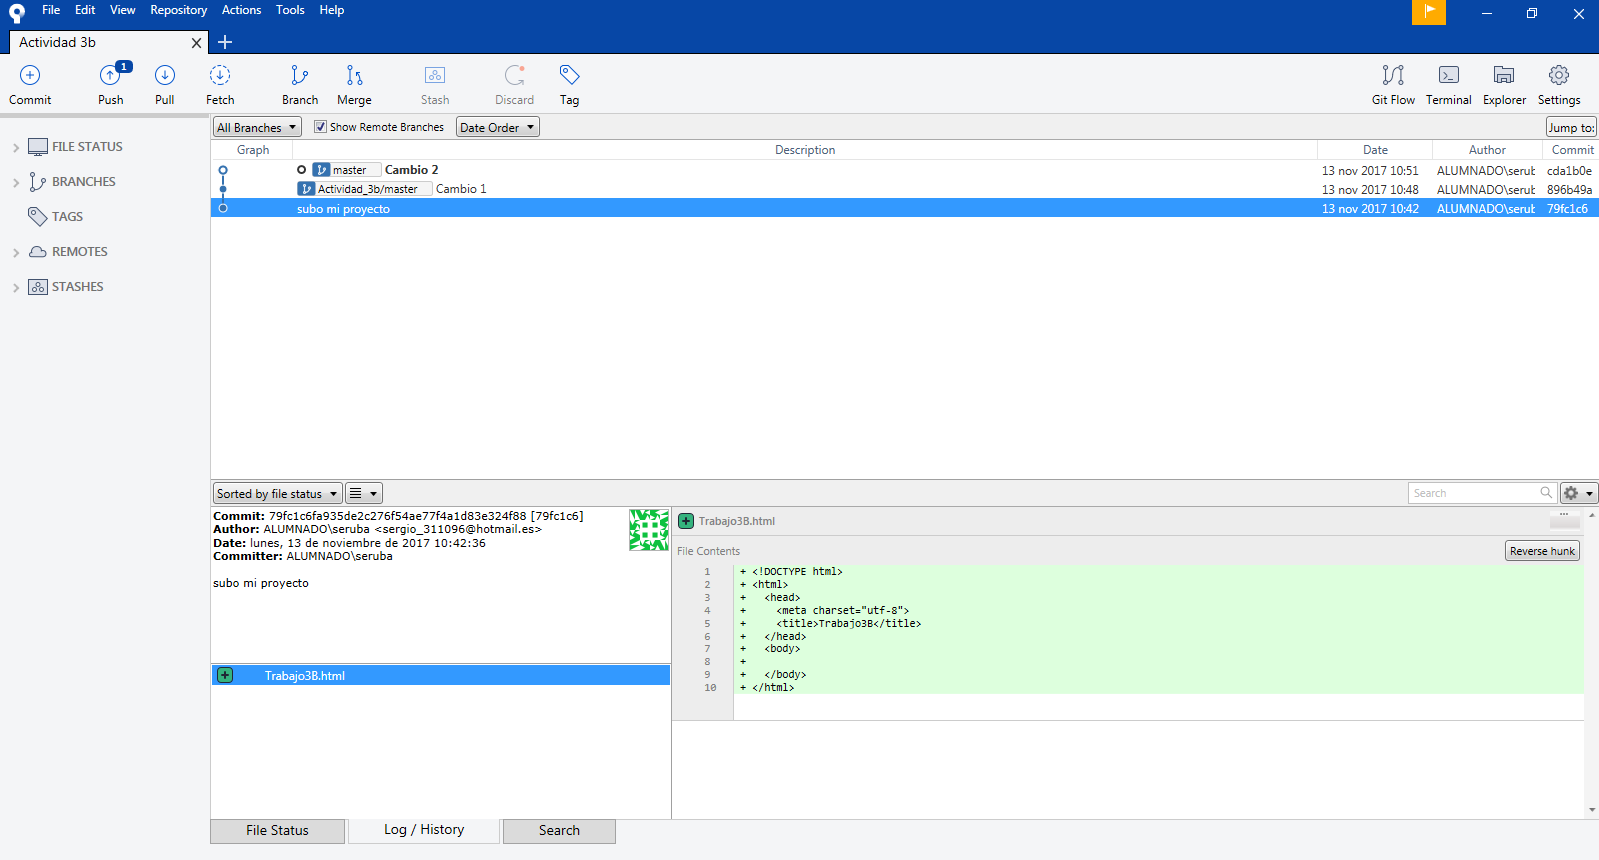 File Edit View Repository Actions Tools Help
Actividad 3b
1
Commit Push Pull Fetch Branch Merge Stash Discard Tag Git Flow Terminal Explorer Settings
All Branches Show Remote Branches Date Order Jump to:
Graph Description Date Author Commit
master Cambio 2 13 nov 2017 10:51 ALUMNADO\serub cda1b0e
Actividad_3b/master Cambio 1 13 nov 2017 10:48 ALUMNADO\serub 896b49a
subo mi proyecto 13 nov 2017 10:42 ALUMNADO\serub 79fc1c6
FILE STATUS
BRANCHES
TAGS
REMOTES
STASHES
Sorted by file status Search
Commit: 79fc1c6fa935de2c276f54ae77f4a1d83e324f88 [79fc1c6]
Author: ALUMNADO\seruba <sergio_311096@hotmail.es>
Date: lunes, 13 de noviembre de 2017 10:42:36
Committer: ALUMNADO\seruba
subo mi proyecto
Trabajo3B.html
Trabajo3B.html
File Contents Reverse hunk
1 + <!DOCTYPE html>
2 + <html>
3 + <head>
4 + <meta charset="utf-8">
5 + <title>Trabajo3B</title>
6 + </head>
7 + <body>
8 +
9 + </body>
10 + </html>
File Status Log / History Search